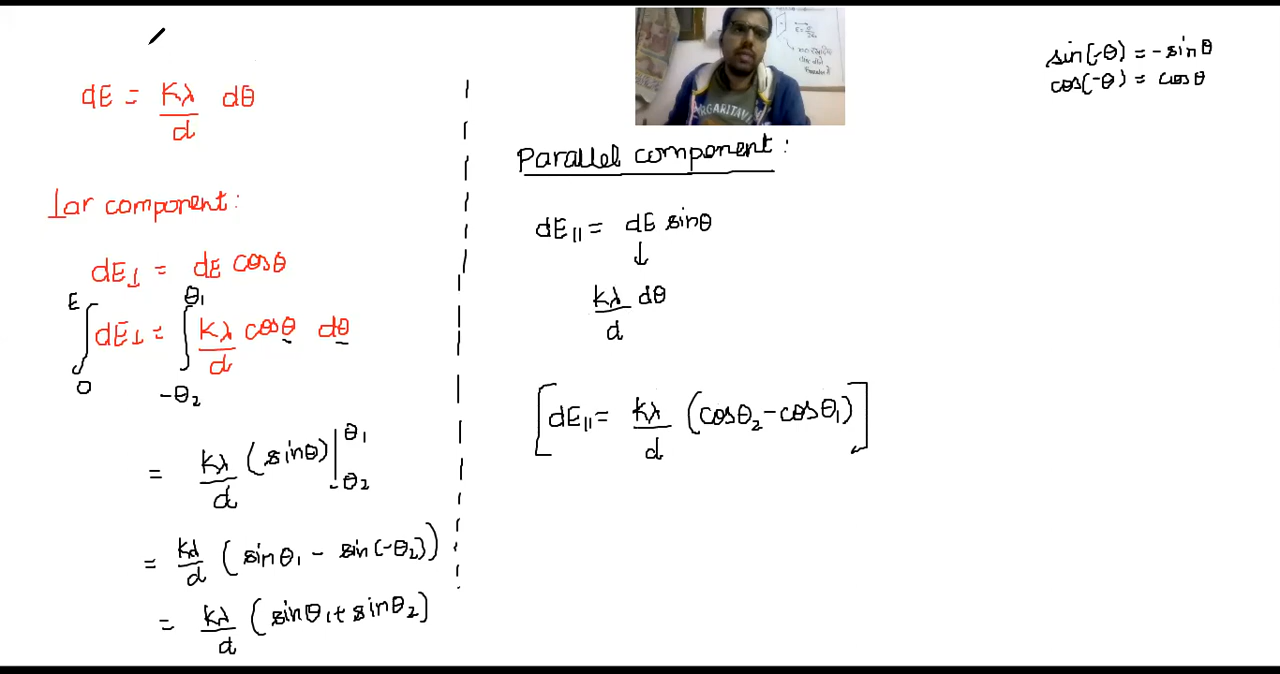 dE = Kλ/d dθ
⊥ar component:
dE⊥ = dE cosθ
∫₀ᴱ dE⊥ = ∫_{-θ₂}^{θ₁} Kλ/d cosθ dθ
= Kλ/d (sinθ)|_{-θ₂}^{θ₁}
= Kλ/d (sinθ₁ - sin(-θ₂))
= Kλ/d (sinθ₁ + sinθ₂)
Parallel component:
dE∥ = dE sinθ
↓
Kλ/d dθ
[dE∥ = Kλ/d (cosθ₂ - cosθ₁)]
sin(-θ) = -sinθ
cos(-θ) = cosθ
ARGARITAVI